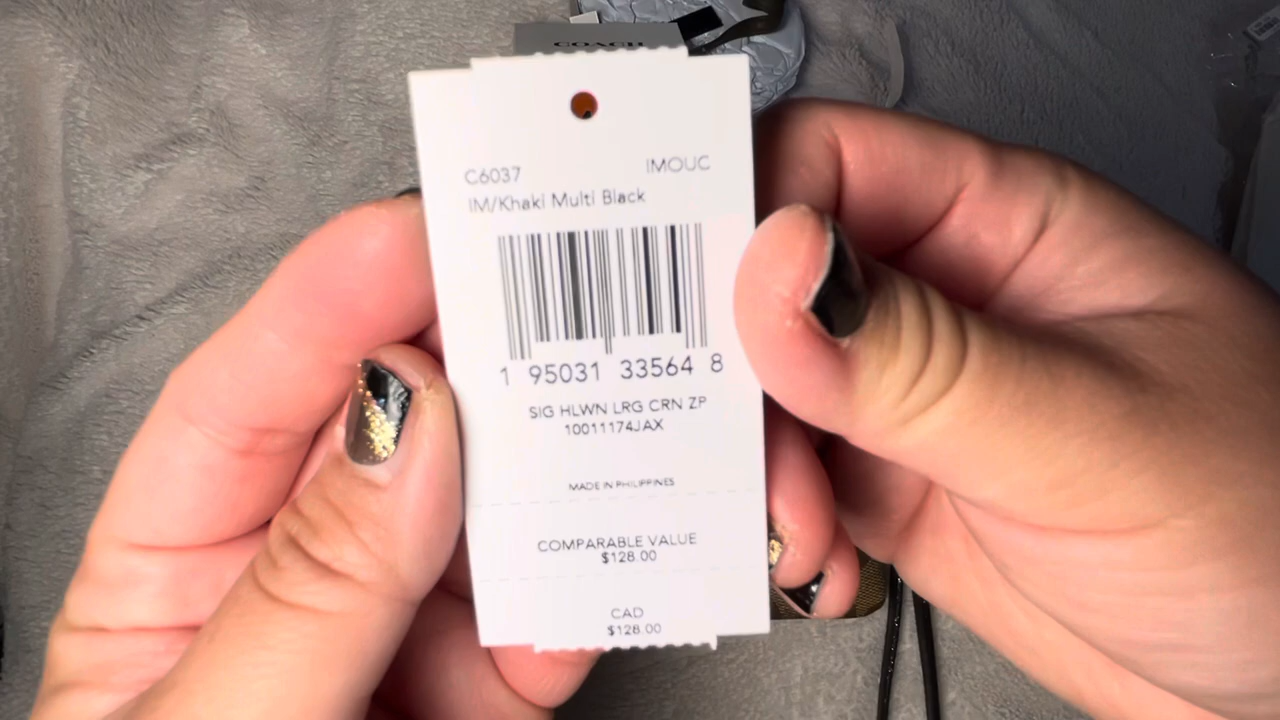 COACH
C6037 IMOUC
IM/Khaki Multi Black
1 95031 33564 8
SIG HLWN LRG CRN ZP
10011174JAX
MADE IN PHILIPPINES
COMPARABLE VALUE
$128.00
CAD
$128.00